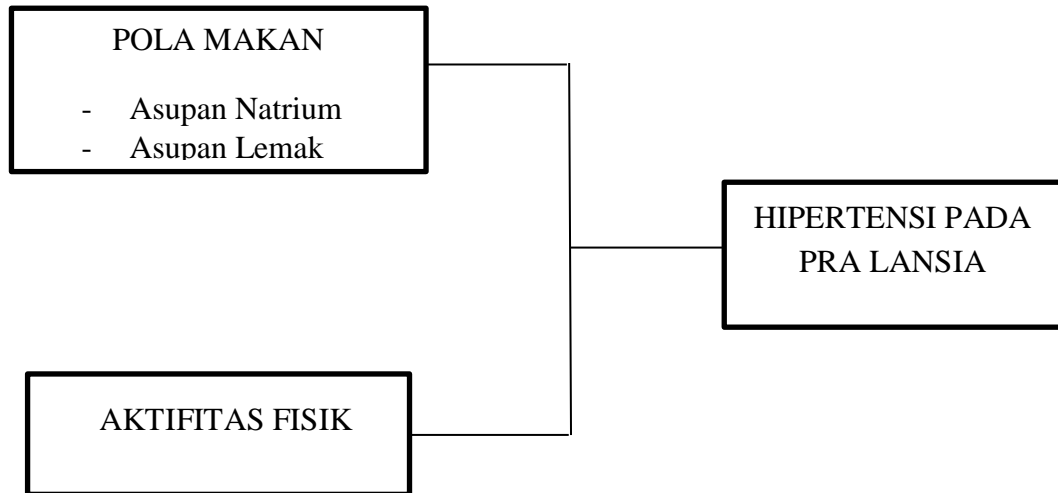 POLA MAKAN
- Asupan Natrium
- Asupan Lemak
HIPERTENSI PADA
PRA LANSIA
AKTIFITAS FISIK